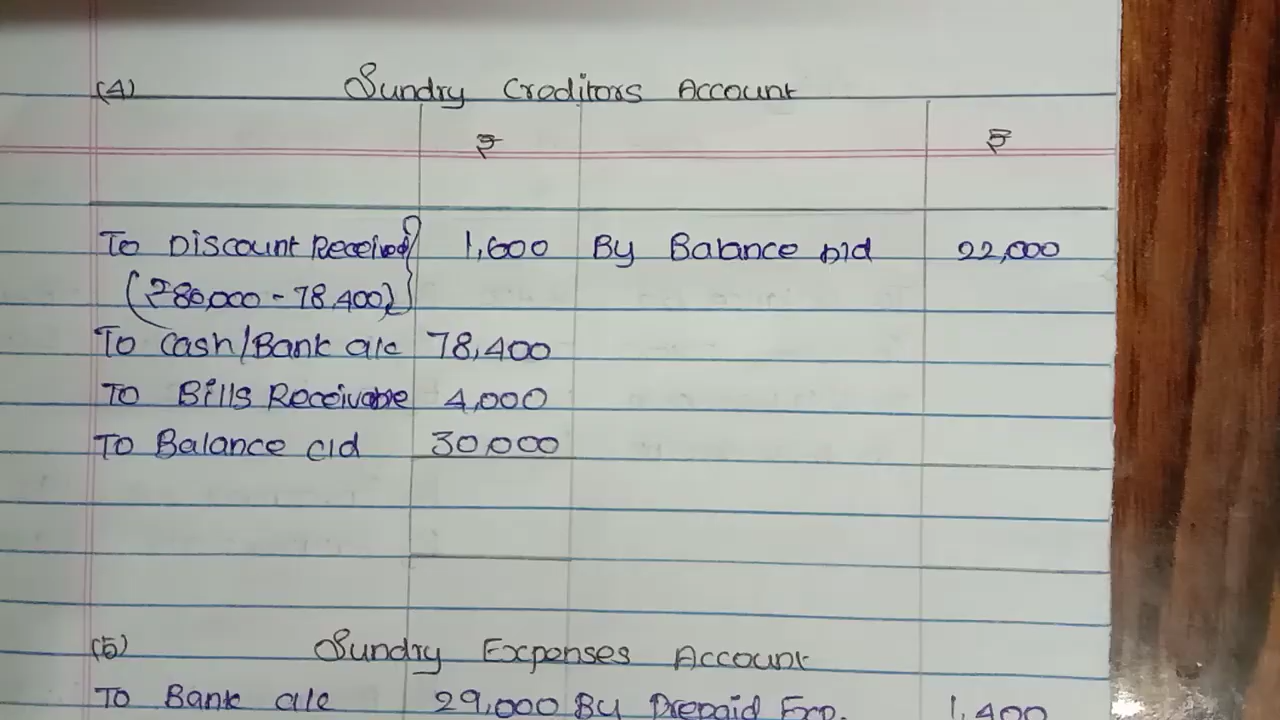 (4) Sundry Creditors Account
₹ ₹
To Discount Received 1,600 By Balance b/d 22,000
(₹80,000 - 78,400)
To Cash/Bank a/c 78,400
To Bills Receivable 4,000
To Balance c/d 30,000
(5) Sundry Expenses Account
To Bank a/c 29,000 By Prepaid Exp. 1,400